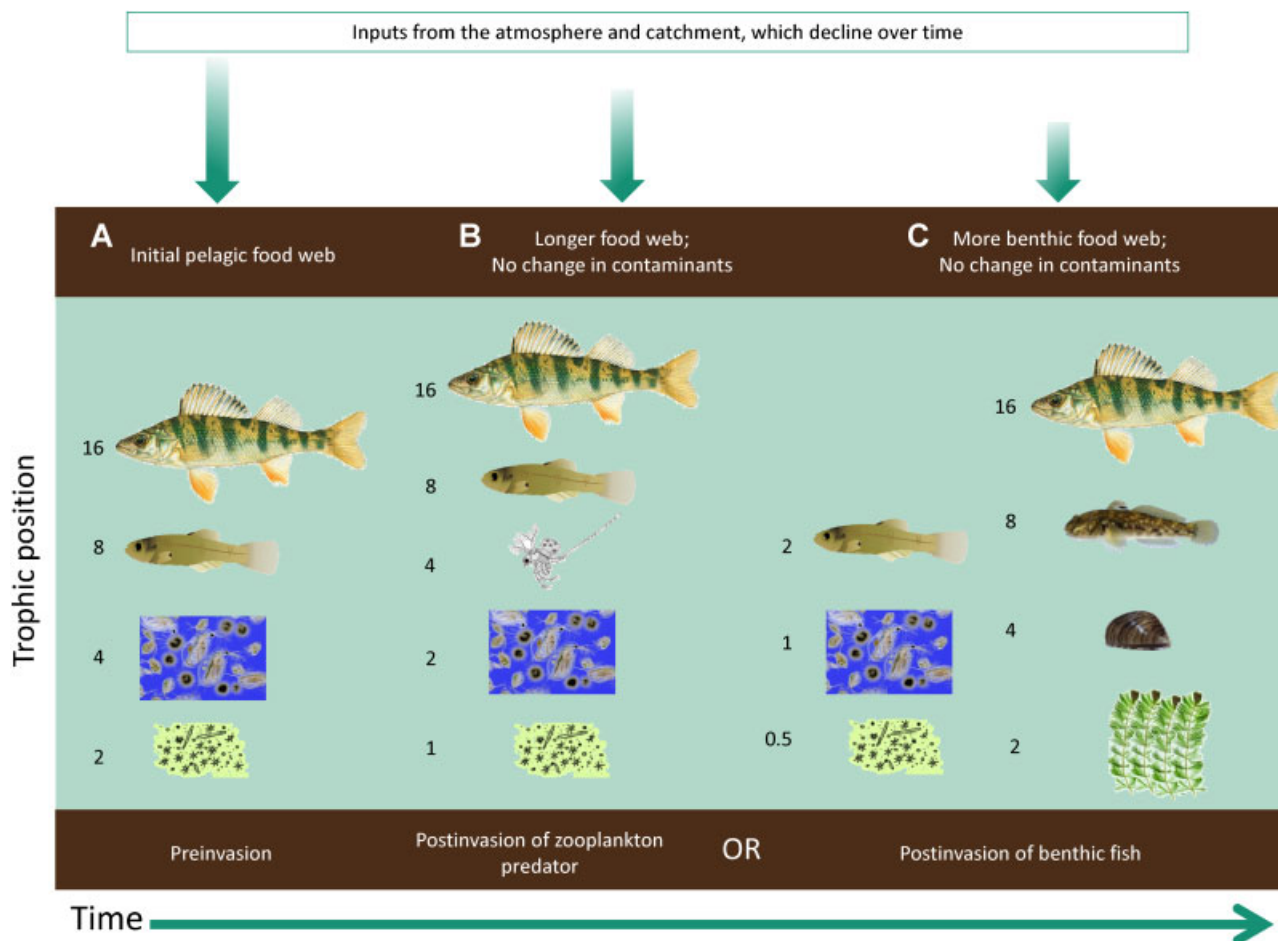 Inputs from the atmosphere and catchment, which decline over time
A
Initial pelagic food web
B
Longer food web;
No change in contaminants
C
More benthic food web;
No change in contaminants
Trophic position
16
8
4
2
16
8
4
2
1
2
1
0.5
16
8
4
2
Preinvasion
Postinvasion of zooplankton
predator
OR
Postinvasion of benthic fish
Time